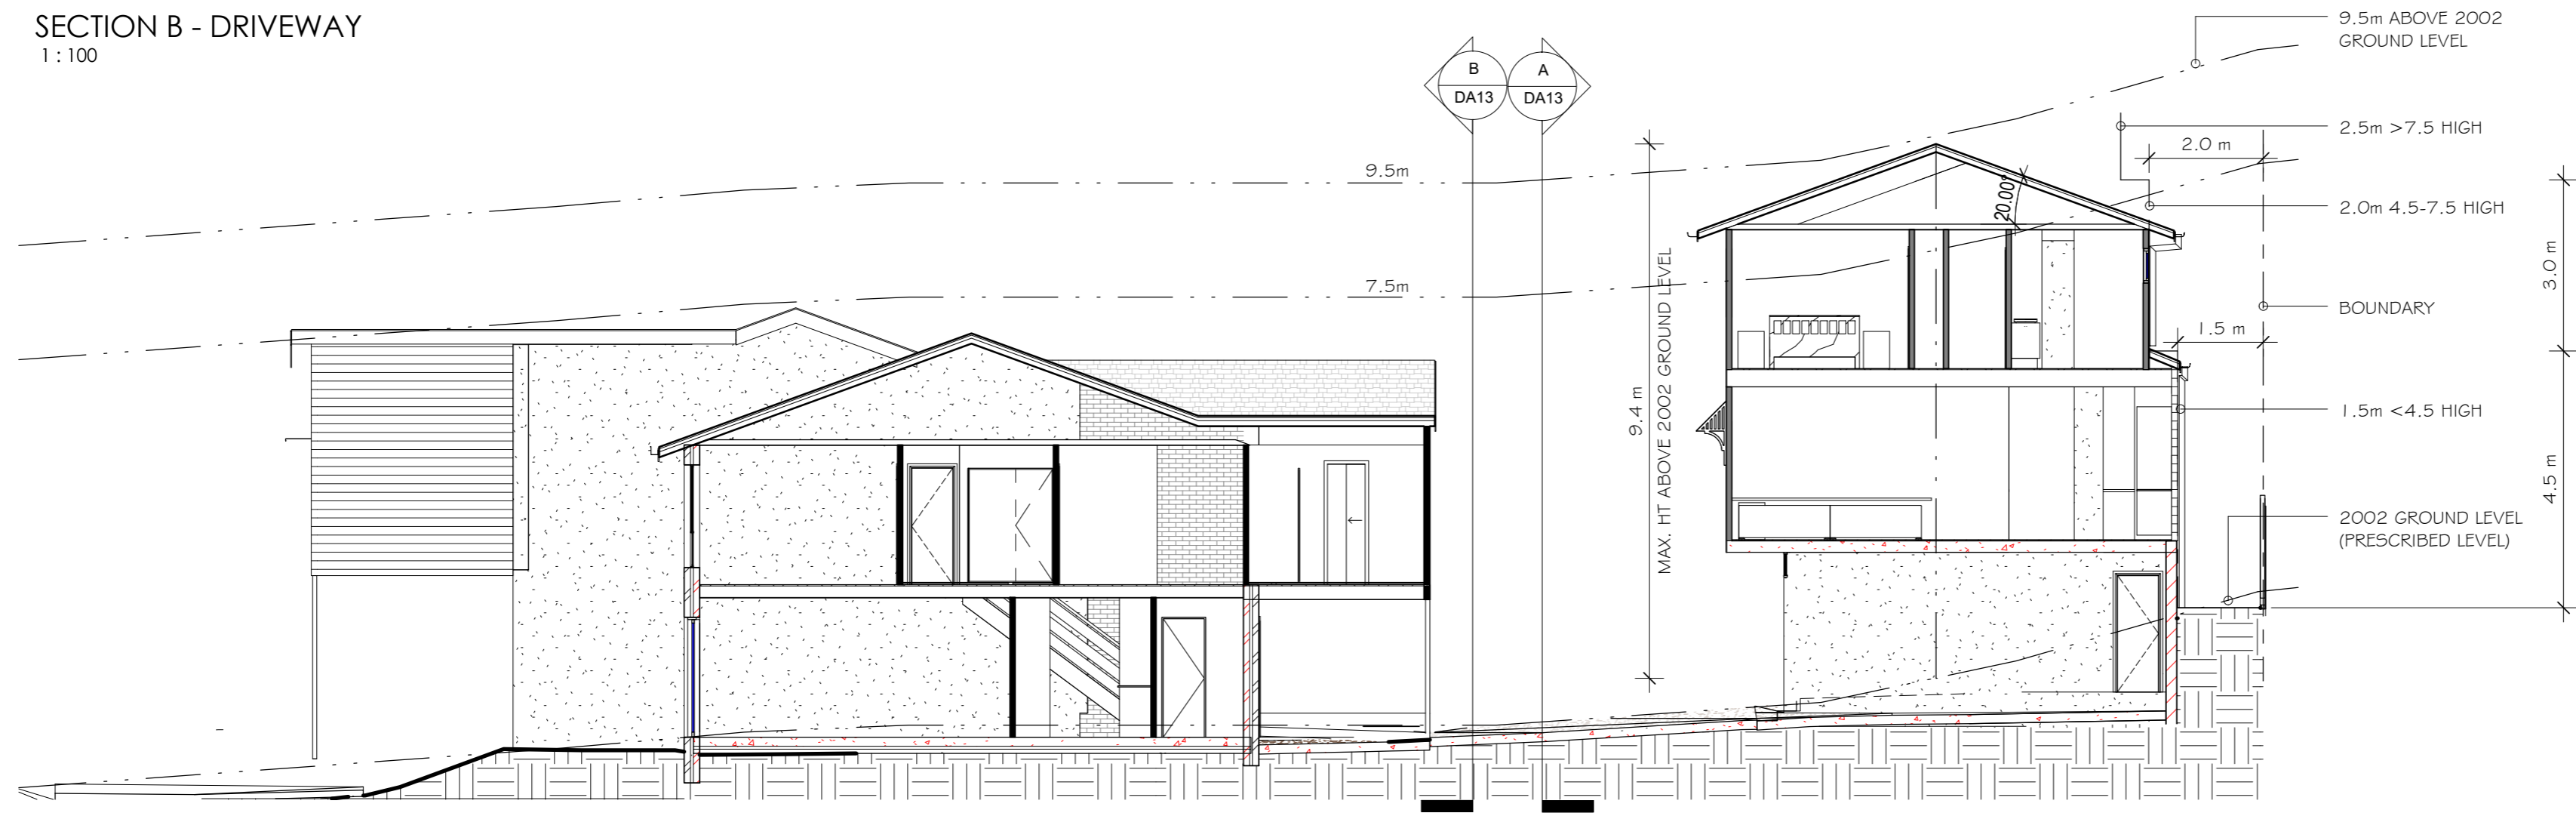 SECTION B - DRIVEWAY
1 : 100
B
DA13
A
DA13
9.5m ABOVE 2002
GROUND LEVEL
2.5m >7.5 HIGH
2.0 m
9.5m
20.00°
2.0m 4.5-7.5 HIGH
3.0 m
7.5m
BOUNDARY
1.5 m
MAX. HT ABOVE 2002 GROUND LEVEL
9.4 m
1.5m <4.5 HIGH
4.5 m
2002 GROUND LEVEL
(PRESCRIBED LEVEL)